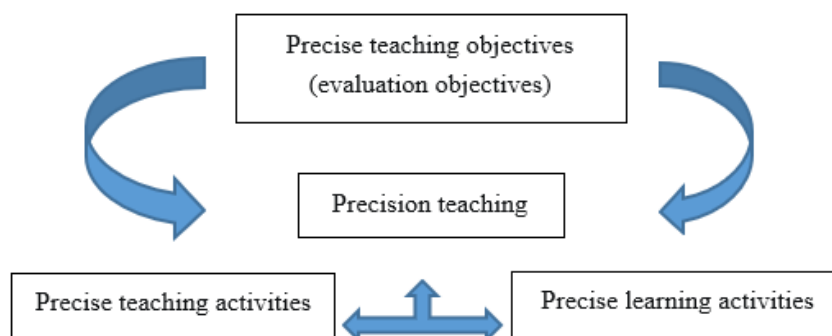 Precise teaching objectives
(evaluation objectives)
Precision teaching
Precise teaching activities
Precise learning activities